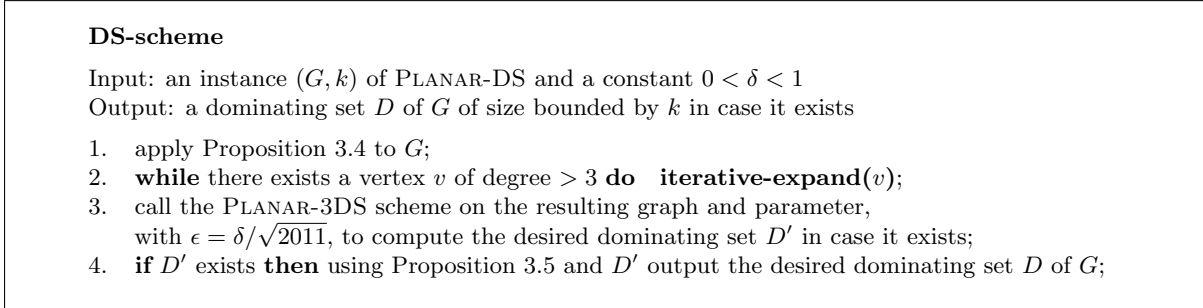 DS-scheme
Input: an instance (G, k) of PLANAR-DS and a constant 0 < δ < 1
Output: a dominating set D of G of size bounded by k in case it exists
1. apply Proposition 3.4 to G;
2. while there exists a vertex v of degree > 3 do iterative-expand(v);
3. call the PLANAR-3DS scheme on the resulting graph and parameter,
with ϵ = δ/√2011, to compute the desired dominating set D′ in case it exists;
4. if D′ exists then using Proposition 3.5 and D′ output the desired dominating set D of G;